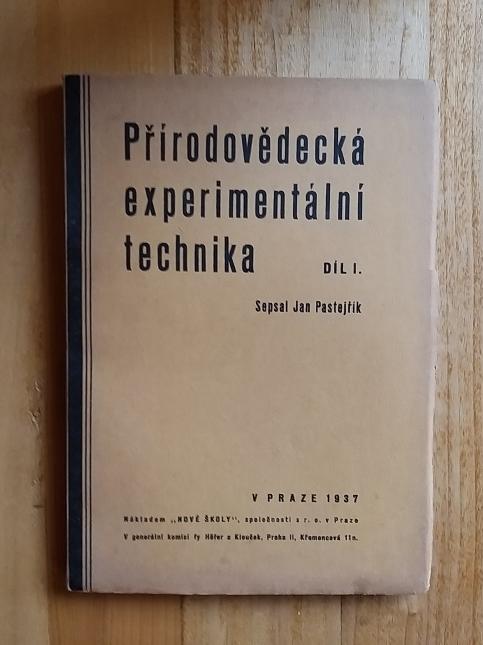 Přírodovědecká
experimentální
technika DÍL I.
Sepsal Jan Pastejřík
V PRAZE 1937
Nákladem „NOVÉ ŠKOLY", společnosti s r. o. v Praze
V generální komisi fy Höfer a Klouček, Praha II, Křemencová 11n.